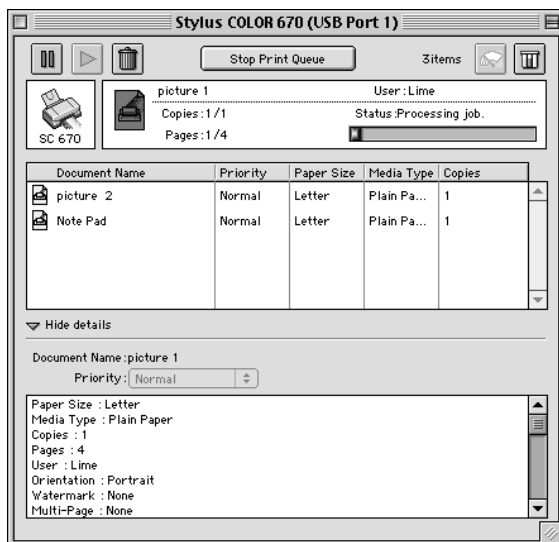 Stylus COLOR 670 (USB Port 1)
Stop Print Queue
3items
SC 670
picture 1 User:Lime
Copies:1/1 Status:Processing job.
Pages:1/4
Document Name Priority Paper Size Media Type Copies
picture 2 Normal Letter Plain Pa... 1
Note Pad Normal Letter Plain Pa... 1
Hide details
Document Name:picture 1
Priority: Normal
Paper Size : Letter
Media Type : Plain Paper
Copies : 1
Pages : 4
User : Lime
Orientation : Portrait
Watermark : None
Multi-Page : None